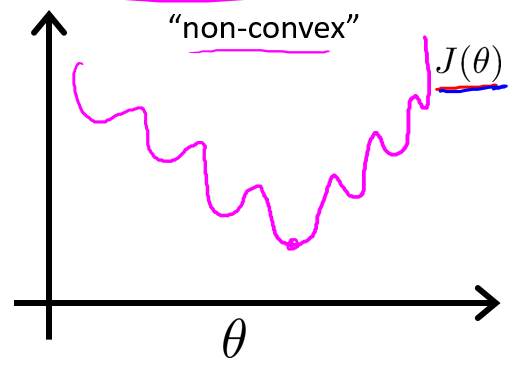 “non-convex”
J(θ)
θ